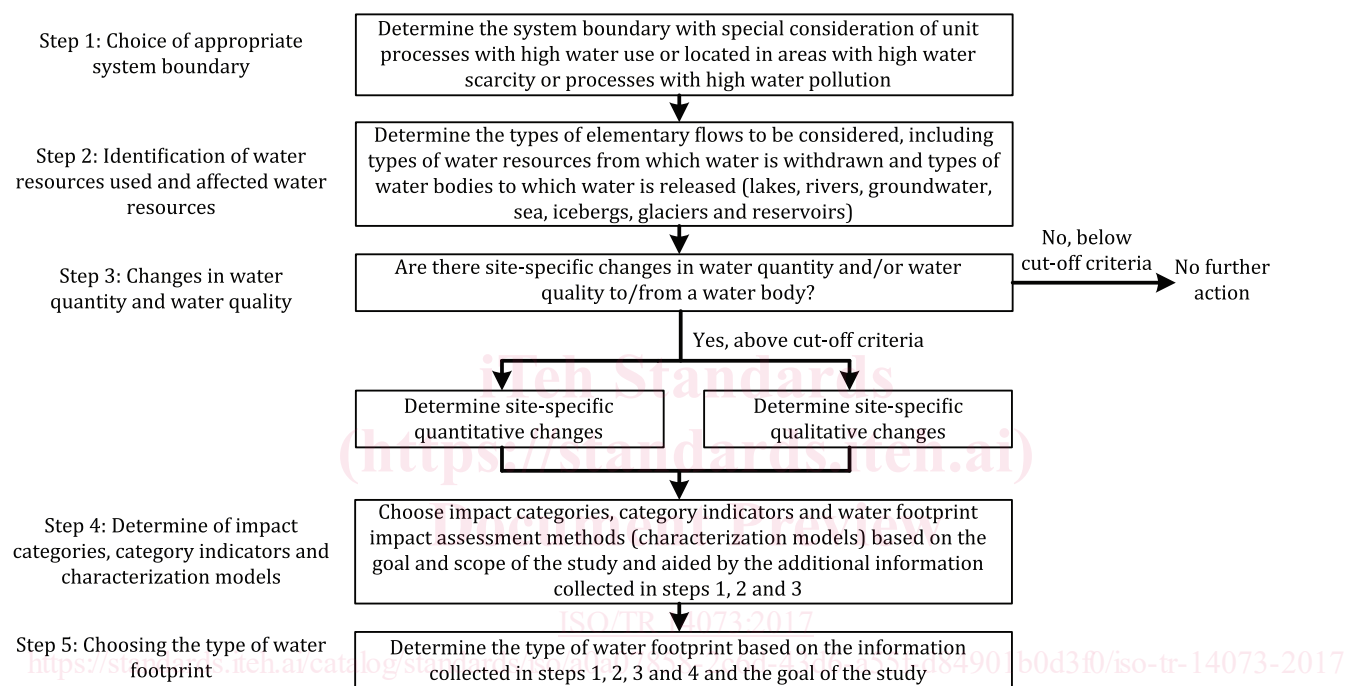 Step 1: Choice of appropriate
system boundary
Determine the system boundary with special consideration of unit
processes with high water use or located in areas with high water
scarcity or processes with high water pollution
Step 2: Identification of water
resources used and affected water
resources
Determine the types of elementary flows to be considered, including
types of water resources from which water is withdrawn and types of
water bodies to which water is released (lakes, rivers, groundwater,
sea, icebergs, glaciers and reservoirs)
Step 3: Changes in water
quantity and water quality
Are there site-specific changes in water quantity and/or water
quality to/from a water body?
No, below
cut-off criteria
No further
action
Yes, above cut-off criteria
iTeh Standards
Determine site-specific
quantitative changes
Determine site-specific
qualitative changes
(https://standards.iteh.ai)
Document Preview
Step 4: Determine of impact
categories, category indicators and
characterization models
Choose impact categories, category indicators and water footprint
impact assessment methods (characterization models) based on the
goal and scope of the study and aided by the additional information
collected in steps 1, 2 and 3
ISO/TR 14073:2017
Step 5: Choosing the type of water
footprint
Determine the type of water footprint based on the information
collected in steps 1, 2, 3 and 4 and the goal of the study